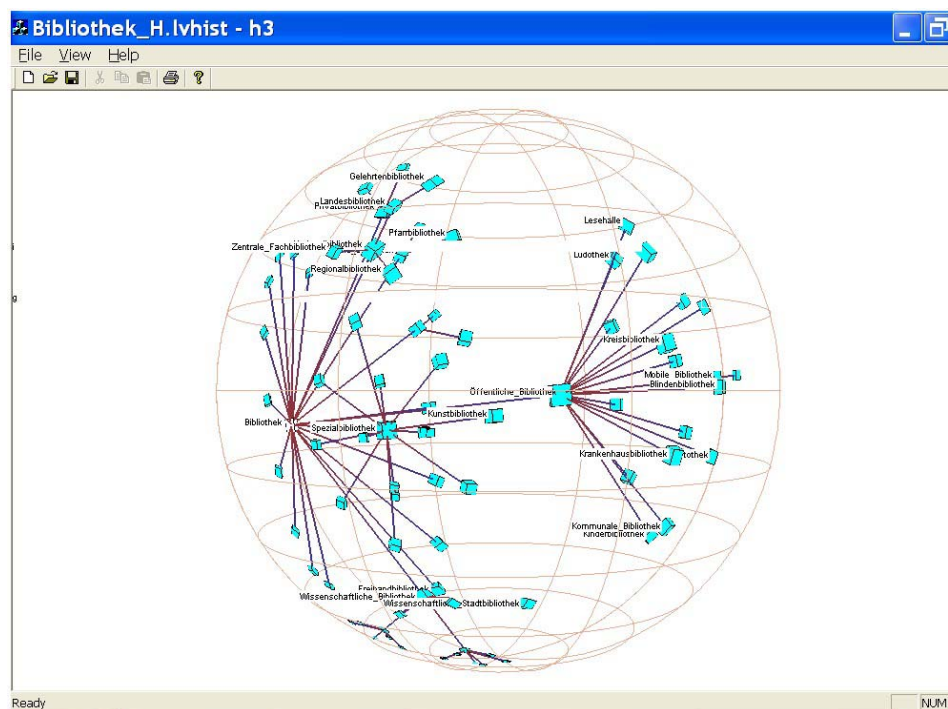 Bibliothek_H.lvhist - h3
File View Help
Gelehrtenbibliothek
Landesbibliothek
Lesehalle
Pfarrbibliothek
Zentrale_Fachbibliothek
Ludothek
Regionalbibliothek
Kreisbibliothek
Mobile_Bibliothek
Blindenbibliothek
Öffentliche_Bibliothek
Kunstbibliothek
Bibliothek
Spezialbibliothek
Krankenhausbibliothek
Kommunale_Bibliothek
Kinderbibliothek
Freihandbibliothek
Wissenschaftliche_Bibliothek
Stadtbibliothek
Ready NUM